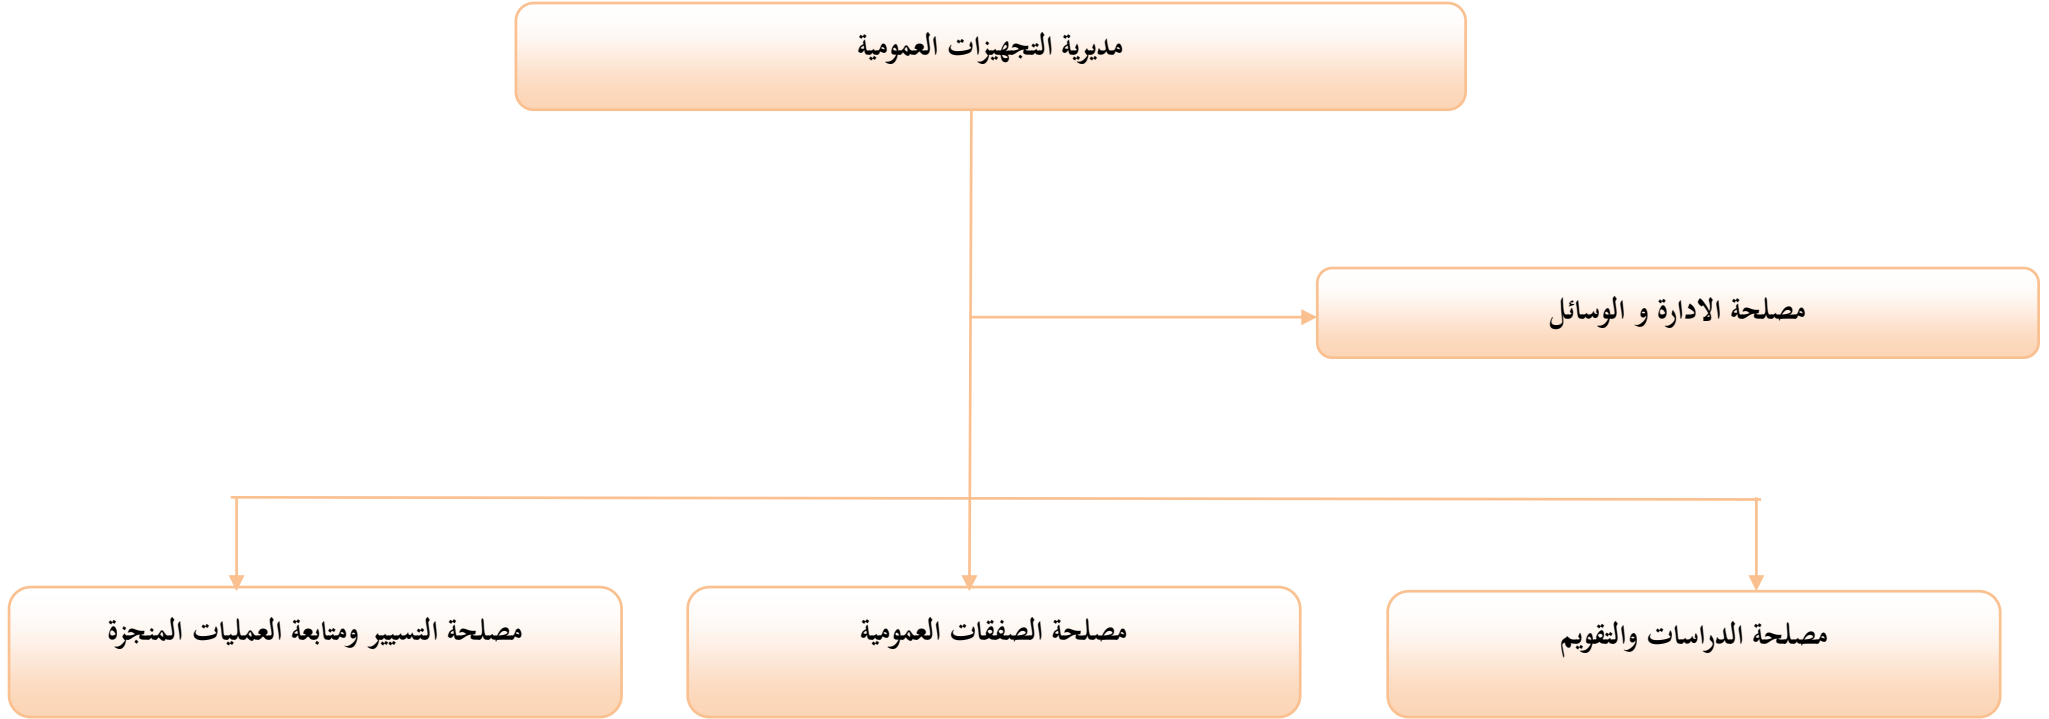 مديرية التجهيزات العمومية
مصلحة الادارة و الوسائل
مصلحة الدراسات والتقويم
مصلحة الصفقات العمومية
مصلحة التسيير ومتابعة العمليات المنجزة